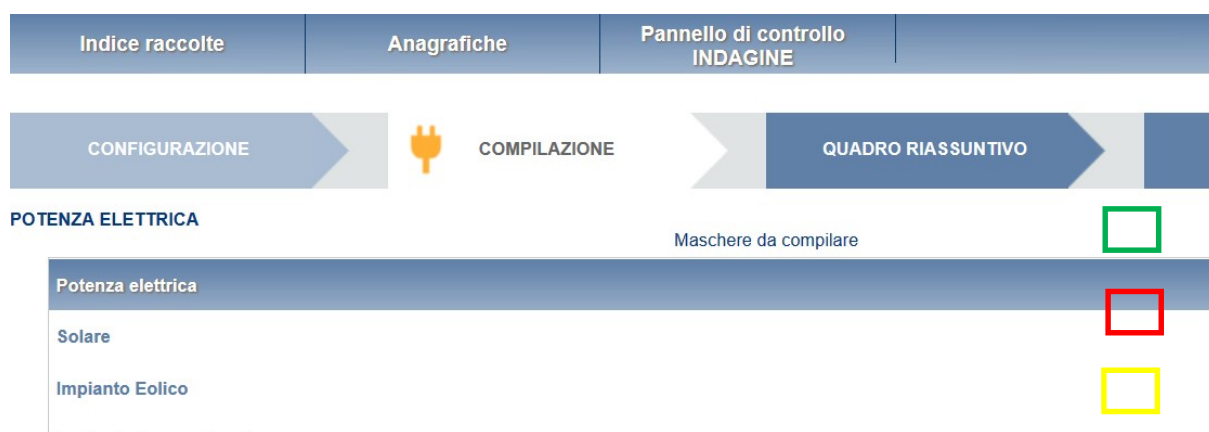 Indice raccolte
Anagrafiche
Pannello di controllo
INDAGINE
CONFIGURAZIONE
COMPILAZIONE
QUADRO RIASSUNTIVO
POTENZA ELETTRICA
Maschere da compilare
Potenza elettrica
Solare
Impianto Eolico